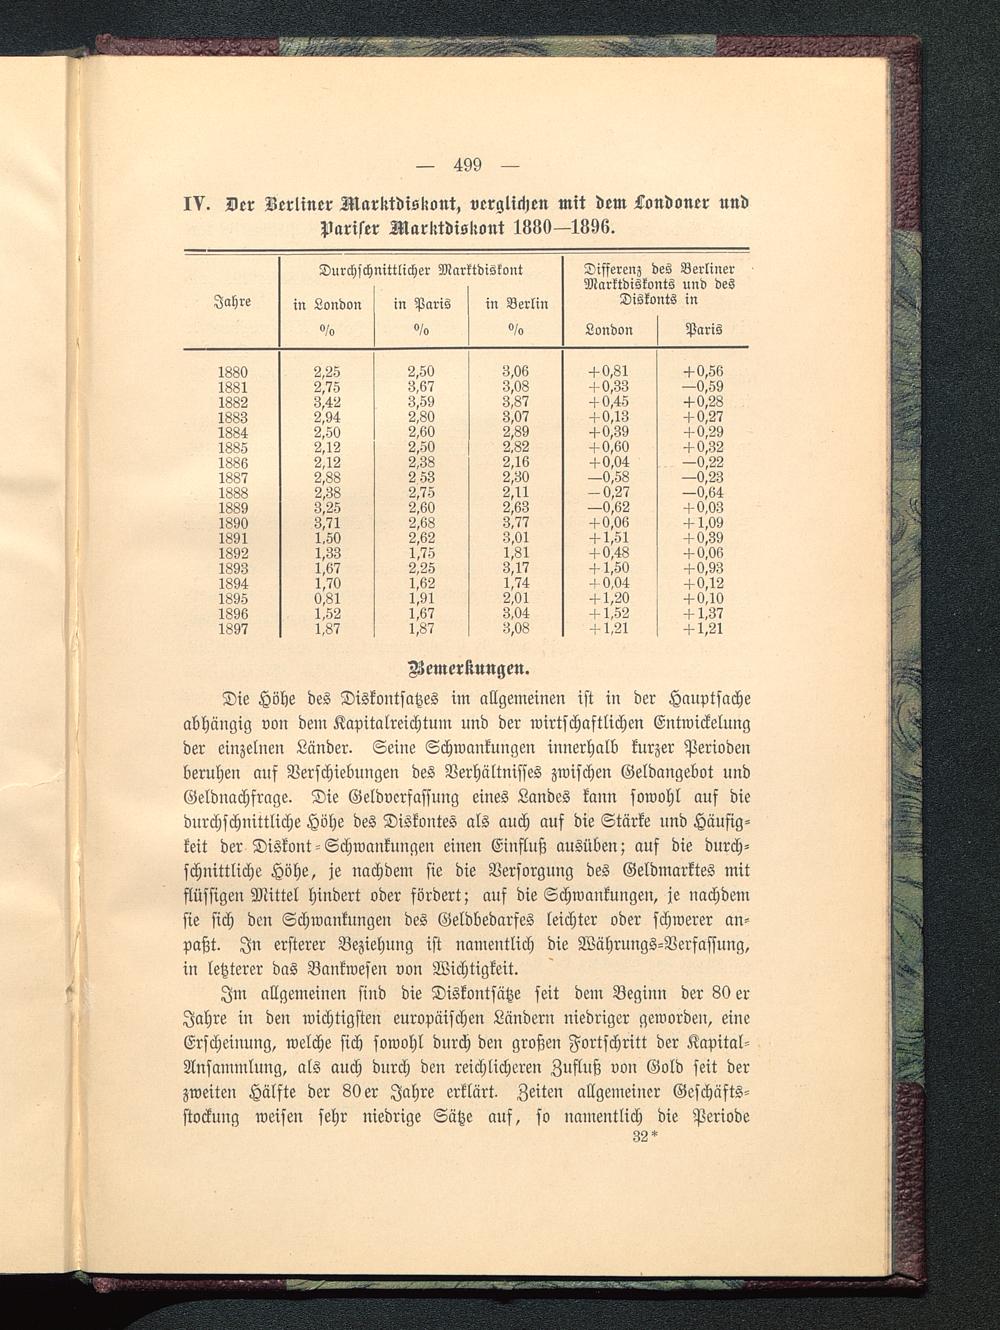 — 499 —
IV. Der Berliner Marktdiskont, verglichen mit dem Londoner und
Pariser Marktdiskont 1880—1896.
Jahre Durchschnittlicher Marktdiskont Differenz des Berliner
Marktdiskonts und des
Diskonts in
in London in Paris in Berlin
% % % London Paris
1880 2,25 2,50 3,06 +0,81 +0,56
1881 2,75 3,67 3,08 +0,33 —0,59
1882 3,42 3,59 3,87 +0,45 +0,28
1883 2,94 2,80 3,07 +0,13 +0,27
1884 2,50 2,60 2,89 +0,39 +0,29
1885 2,12 2,50 2,82 +0,60 +0,32
1886 2,12 2,38 2,16 +0,04 —0,22
1887 2,88 2 53 2,30 —0,58 —0,23
1888 2,38 2,75 2,11 —0,27 —0,64
1889 3,25 2,60 2,63 —0,62 +0,03
1890 3,71 2,68 3,77 +0,06 +1,09
1891 1,50 2,62 3,01 +1,51 +0,39
1892 1,33 1,75 1,81 +0,48 +0,06
1893 1,67 2,25 3,17 +1,50 +0,93
1894 1,70 1,62 1,74 +0,04 +0,12
1895 0,81 1,91 2,01 +1,20 +0,10
1896 1,52 1,67 3,04 +1,52 +1,37
1897 1,87 1,87 3,08 +1,21 +1,21
Bemerkungen.
Die Höhe des Diskontsatzes im allgemeinen ist in der Hauptsache
abhängig von dem Kapitalreichtum und der wirtschaftlichen Entwickelung
der einzelnen Länder. Seine Schwankungen innerhalb kurzer Perioden
beruhen auf Verschiebungen des Verhältnisses zwischen Geldangebot und
Geldnachfrage. Die Geldverfassung eines Landes kann sowohl auf die
durchschnittliche Höhe des Diskontes als auch auf die Stärke und Häufig-
keit der Diskont-Schwankungen einen Einfluß ausüben; auf die durch-
schnittliche Höhe, je nachdem sie die Versorgung des Geldmarktes mit
flüssigen Mittel hindert oder fördert; auf die Schwankungen, je nachdem
sie sich den Schwankungen des Geldbedarfes leichter oder schwerer an-
paßt. In ersterer Beziehung ist namentlich die Währungs-Verfassung,
in letzterer das Bankwesen von Wichtigkeit.
Im allgemeinen sind die Diskontsätze seit dem Beginn der 80 er
Jahre in den wichtigsten europäischen Ländern niedriger geworden, eine
Erscheinung, welche sich sowohl durch den großen Fortschritt der Kapital-
Ansammlung, als auch durch den reichlicheren Zufluß von Gold seit der
zweiten Hälfte der 80 er Jahre erklärt. Zeiten allgemeiner Geschäfts-
stockung weisen sehr niedrige Sätze auf, so namentlich die Periode
32*